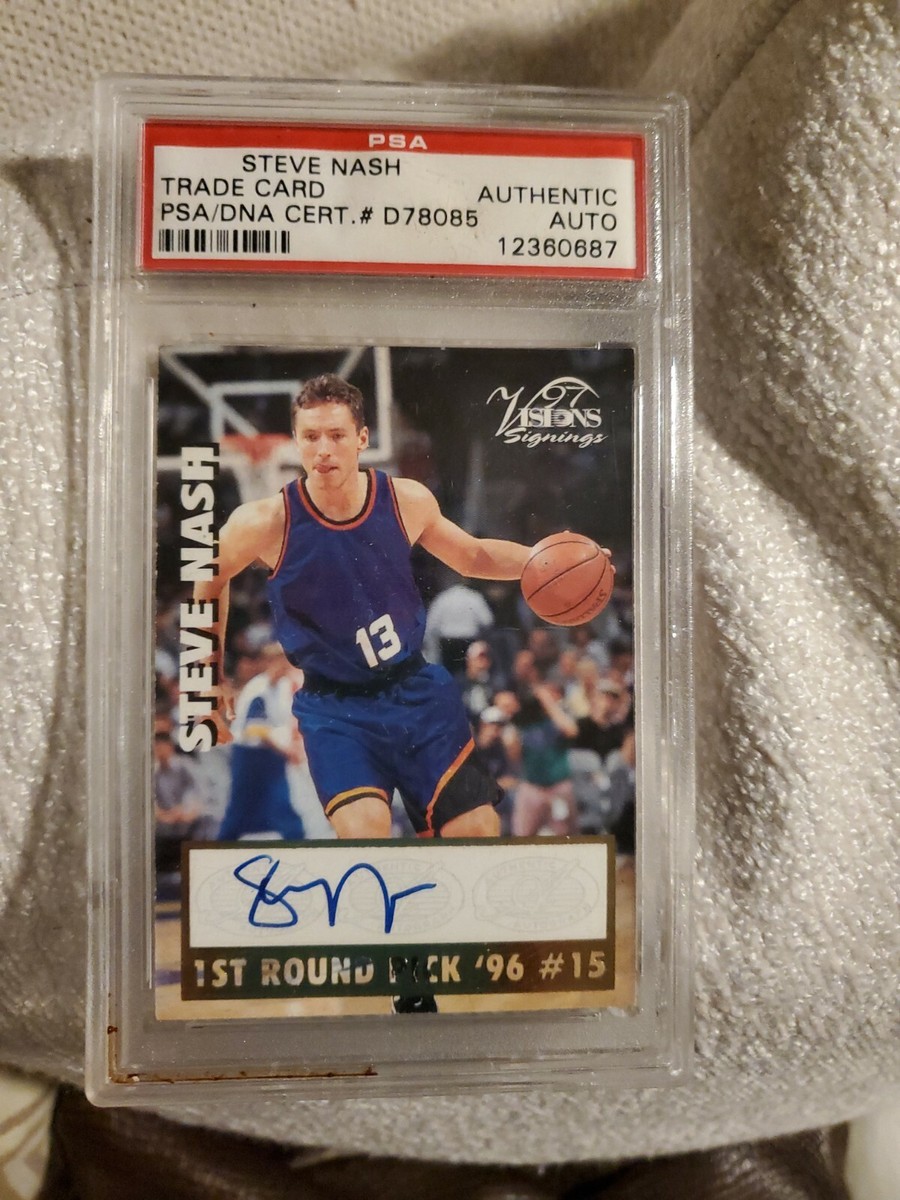 PSA
STEVE NASH
TRADE CARD
AUTHENTIC
PSA/DNA CERT.# D78085
AUTO
12360687
97
VISIONS
Signings
STEVE NASH
13
1ST ROUND PICK '96 #15